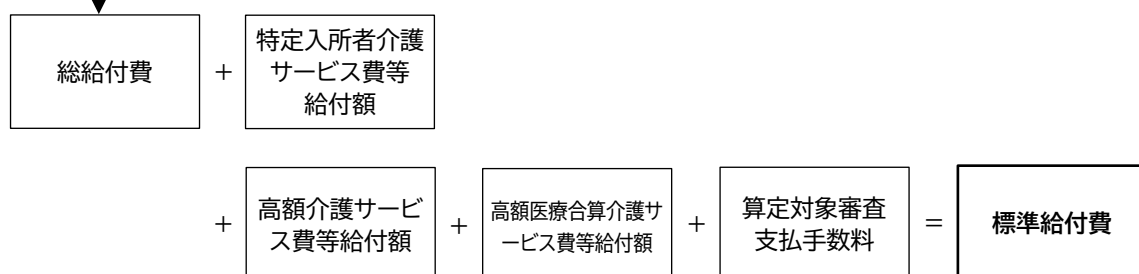 総給付費
+
特定入所者介護
サービス費等
給付額
+
高額介護サービ
ス費等給付額
+
高額医療合算介護サ
ービス費等給付額
+
算定対象審査
支払手数料
=
標準給付費